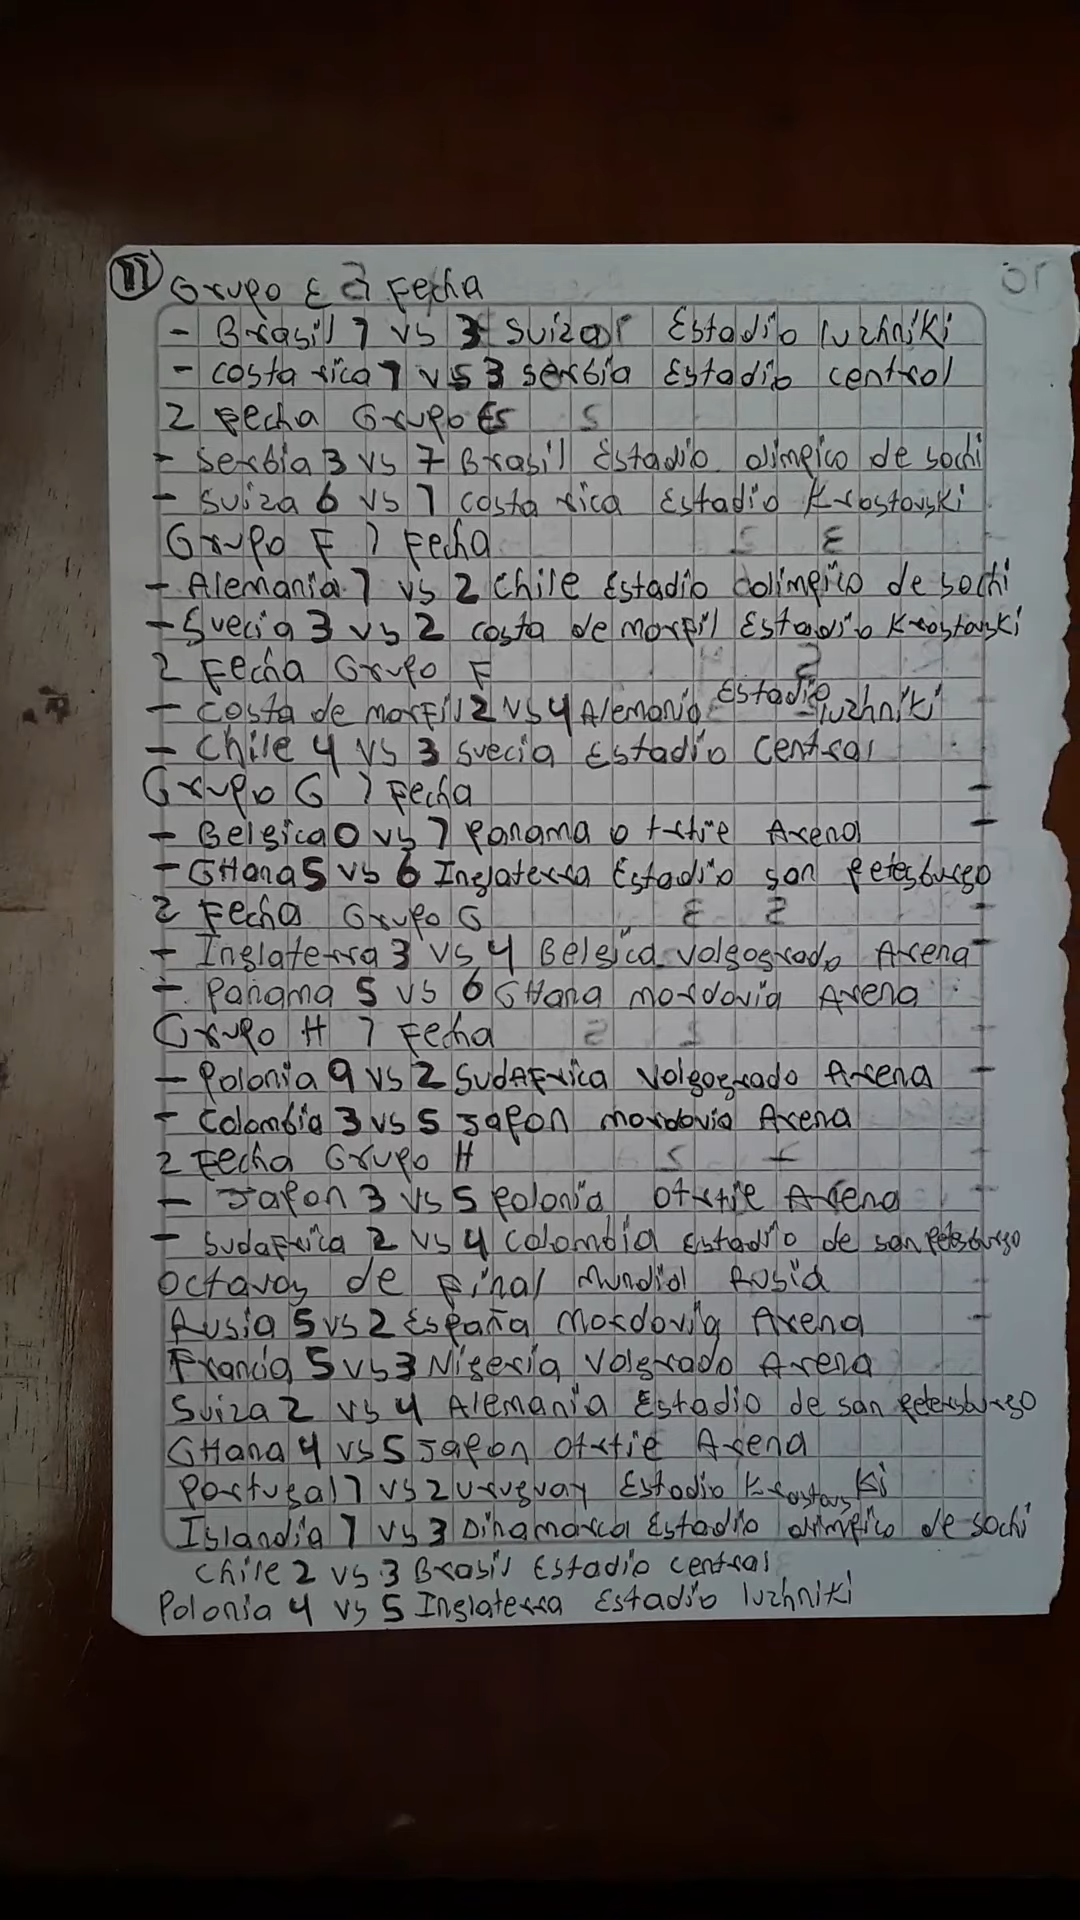 11 Grupo E 1 Fecha
- Brasil 1 vs 3 Suiza Estadio luzhniki
- costa rica 1 vs 3 serbia Estadio central
2 Fecha Grupo E
- serbia 3 vs 7 Brasil Estadio olimpico de sochi
- suiza 6 vs 1 costa rica Estadio Krostovski
Grupo F 1 Fecha
- Alemania 1 vs 2 chile Estadio olimpico de sochi
- Suecia 3 vs 2 costa de morfil Estadio Krostovski
2 Fecha Grupo F
- costa de morfil 2 vs 4 Alemania Estadio luzhniki
- chile 4 vs 3 suecia Estadio central
Grupo G 1 Fecha
- Belgica 0 vs 1 panama otrtie Arena
- GHana 5 vs 6 Inglaterra Estadio san petesburgo
2 Fecha Grupo G
- Inglaterra 3 vs 4 Belgica volgogrado Arena
- panama 5 vs 6 GHana mordovia Arena
Grupo H 1 Fecha
- polonia 9 vs 2 SudAFrica volgogrado Arena
- colombia 3 vs 5 Japon mordovia Arena
2 Fecha Grupo H
- Japon 3 vs 5 polonia otrtie Arena
- sudaFrica 2 vs 4 colombia Estadio de san petesburgo
octavos de Final mundial Rusia
Rusia 5 vs 2 España mordovia Arena
Francia 5 vs 3 Nigeria volgrado Arena
Suiza 2 vs 4 Alemania Estadio de san petersburgo
GHana 4 vs 5 Japon otrtie Arena
portugal 1 vs 2 uruguay Estadio Krostovski
Islandia 1 vs 3 Dinamarca Estadio olimpico de sochi
chile 2 vs 3 Brasil Estadio central
Polonia 4 vs 5 Inglaterra Estadio luzhniki